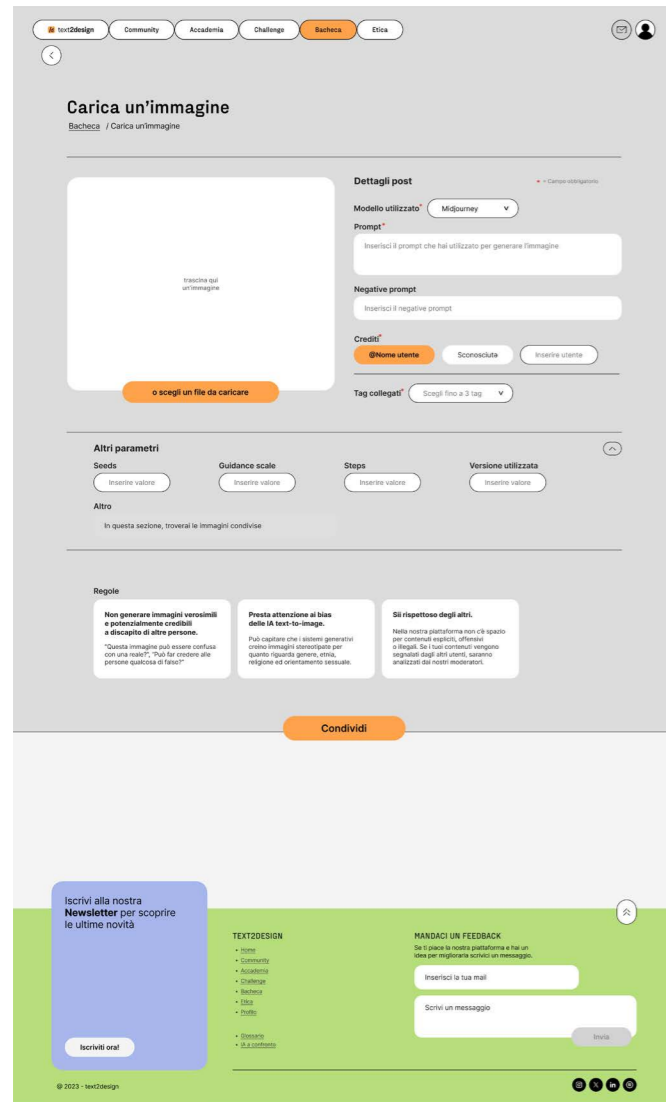 text2design
Community
Accademia
Challenge
Bacheca
Etica
Carica un'immagine
Bacheca / Carica un'immagine
trascina qui
un'immagine
o scegli un file da caricare
Dettagli post
* = Campo obbligatorio
Modello utilizzato*
Midjourney
Prompt*
Inserisci il prompt che hai utilizzato per generare l'immagine
Negative prompt
Inserisci il negative prompt
Crediti*
@Nome utente
Sconosciuta
Inserire utente
Tag collegati*
Scegli fino a 3 tag
Altri parametri
Seeds
Guidance scale
Steps
Versione utilizzata
Inserire valore
Inserire valore
Inserire valore
Inserire valore
Altro
In questa sezione, troverai le immagini condivise
Regole
Non generare immagini verosimili
e potenzialmente credibili
a discapito di altre persone.
"Questa immagine può essere confusa
con una reale?", "Può far credere alle
persone qualcosa di falso?"
Presta attenzione ai bias
delle IA text-to-image.
Può capitare che i sistemi generativi
creino immagini stereotipate per
quanto riguarda genere, etnia,
religione ed orientamento sessuale.
Sii rispettoso degli altri.
Nella nostra piattaforma non c'è spazio
per contenuti espliciti, offensivi
o illegali. Se i tuoi contenuti vengono
segnalati dagli altri utenti, saranno
analizzati dai nostri moderatori.
Condividi
Iscrivi alla nostra
Newsletter per scoprire
le ultime novità
Iscriviti ora!
TEXT2DESIGN
• Home
• Community
• Accademia
• Challenge
• Bacheca
• Etica
• Profilo
• Glossario
• IA a confronto
MANDACI UN FEEDBACK
Se ti piace la nostra piattaforma e hai un
idea per migliorarla scrivici un messaggio.
Inserisci la tua mail
Scrivi un messaggio
Invia
@ 2023 - text2design